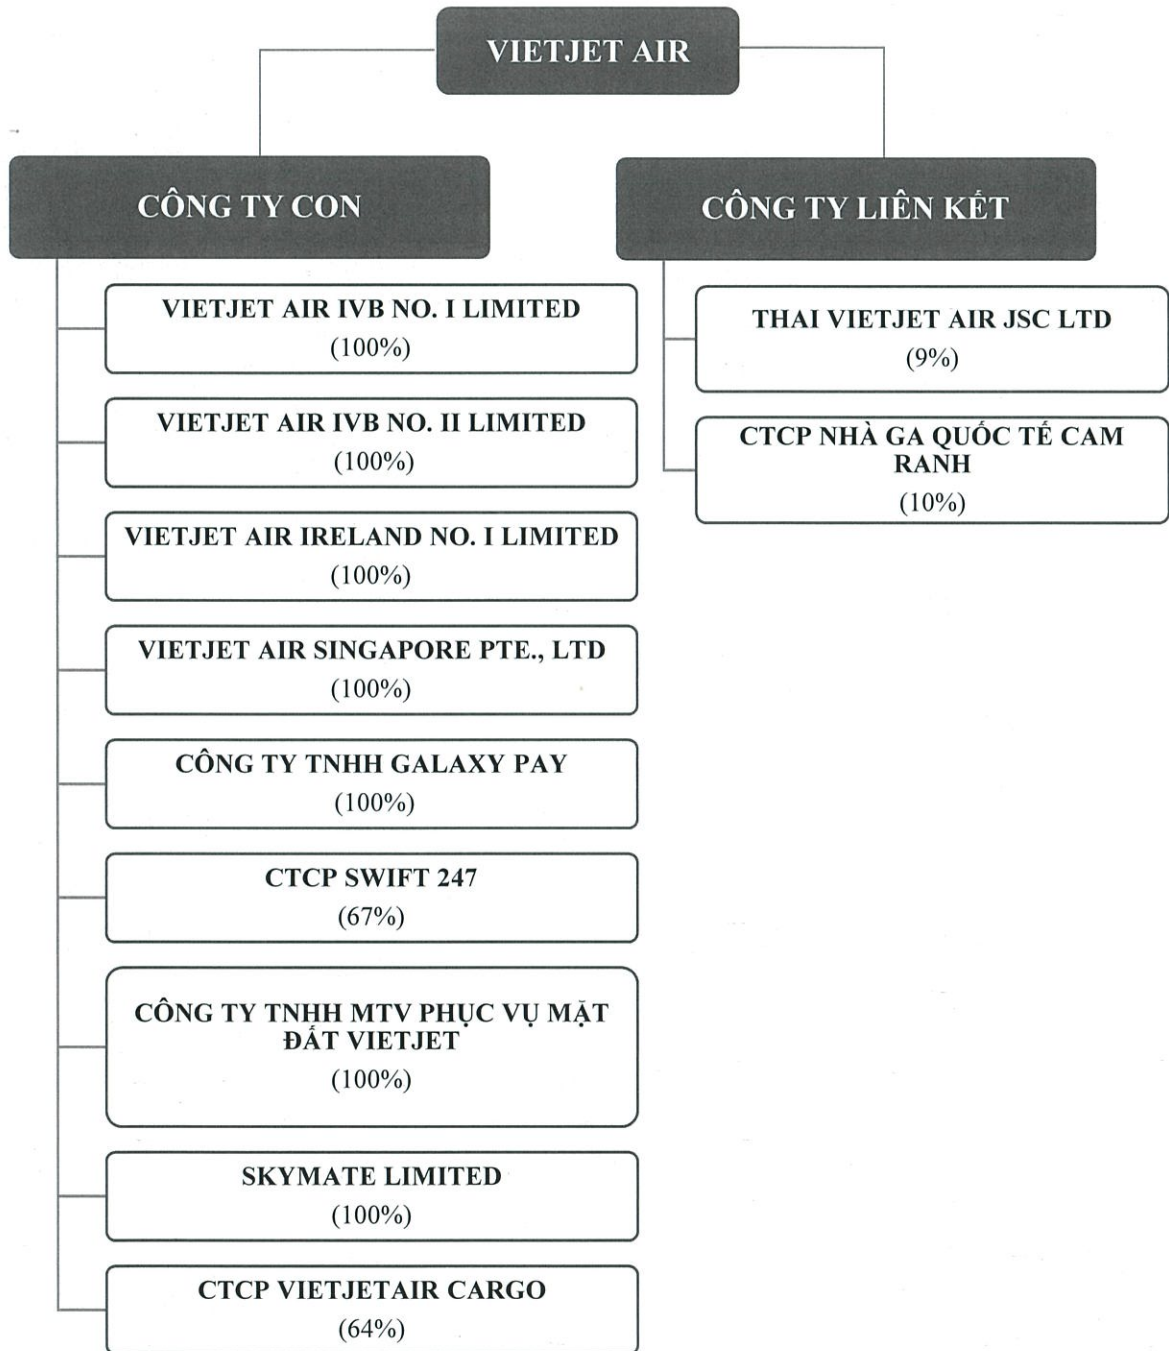 VIETJET AIR
CÔNG TY CON
VIETJET AIR IVB NO. I LIMITED
(100%)
VIETJET AIR IVB NO. II LIMITED
(100%)
VIETJET AIR IRELAND NO. I LIMITED
(100%)
VIETJET AIR SINGAPORE PTE., LTD
(100%)
CÔNG TY TNHH GALAXY PAY
(100%)
CTCP SWIFT 247
(67%)
CÔNG TY TNHH MTV PHỤC VỤ MẶT
ĐẤT VIETJET
(100%)
SKYMATE LIMITED
(100%)
CTCP VIETJETAIR CARGO
(64%)
CÔNG TY LIÊN KẾT
THAI VIETJET AIR JSC LTD
(9%)
CTCP NHÀ GA QUỐC TẾ CAM
RANH
(10%)